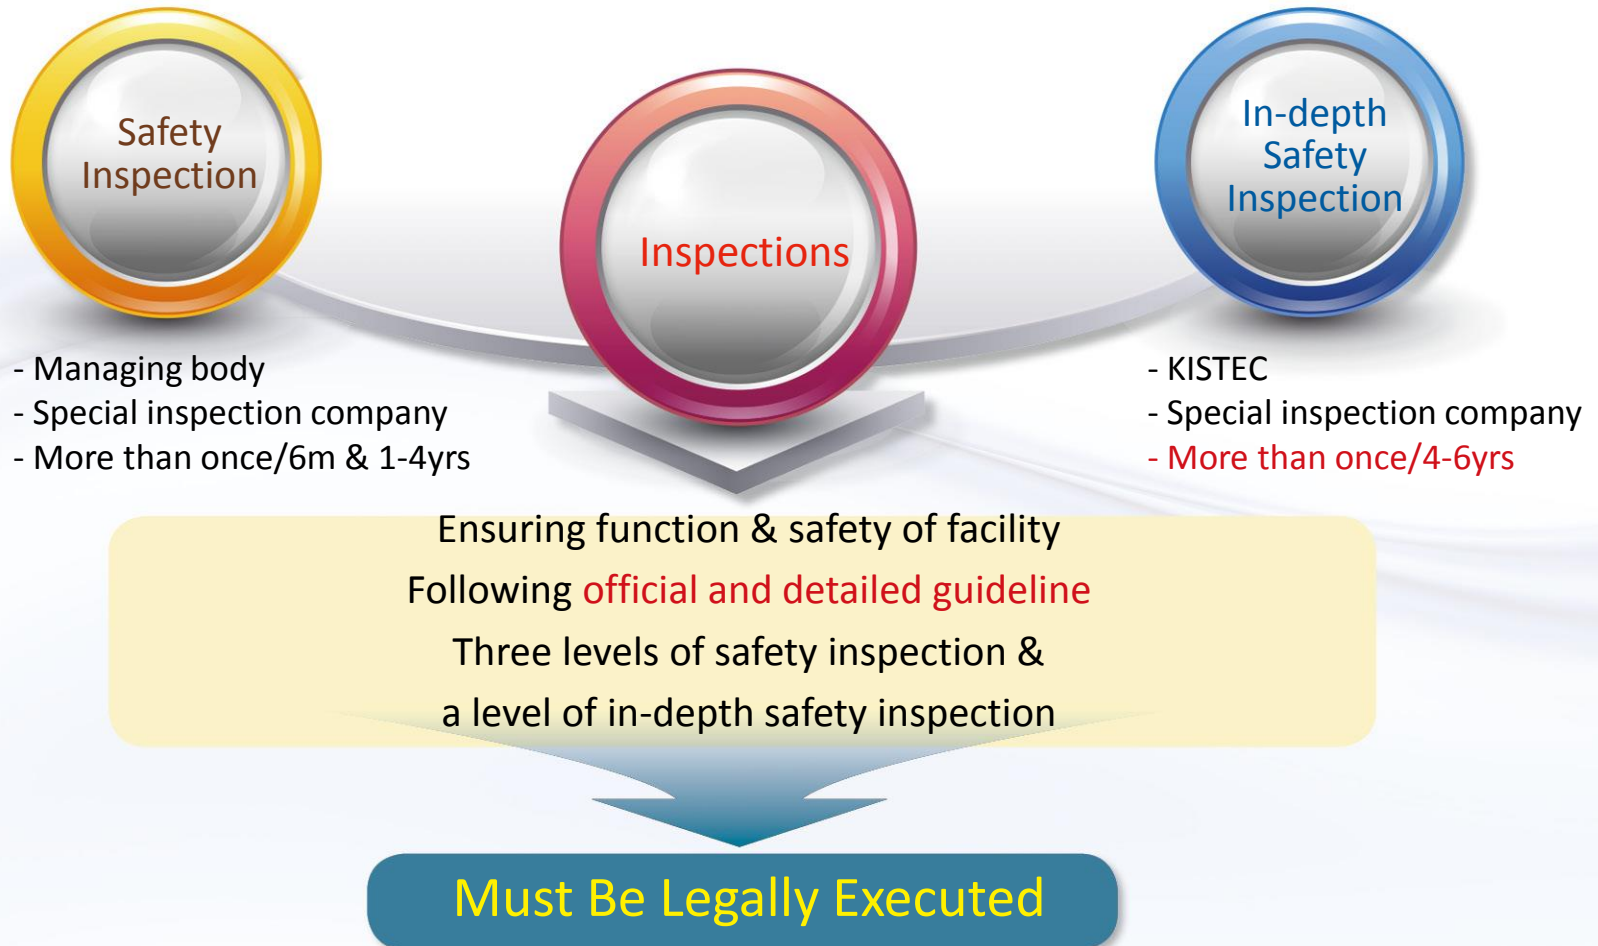 Safety
Inspection
Inspections
In-depth
Safety
Inspection
- Managing body
- Special inspection company
- More than once/6m & 1-4yrs
- KISTEC
- Special inspection company
- More than once/4-6yrs
Ensuring function & safety of facility
Following official and detailed guideline
Three levels of safety inspection &
a level of in-depth safety inspection
Must Be Legally Executed